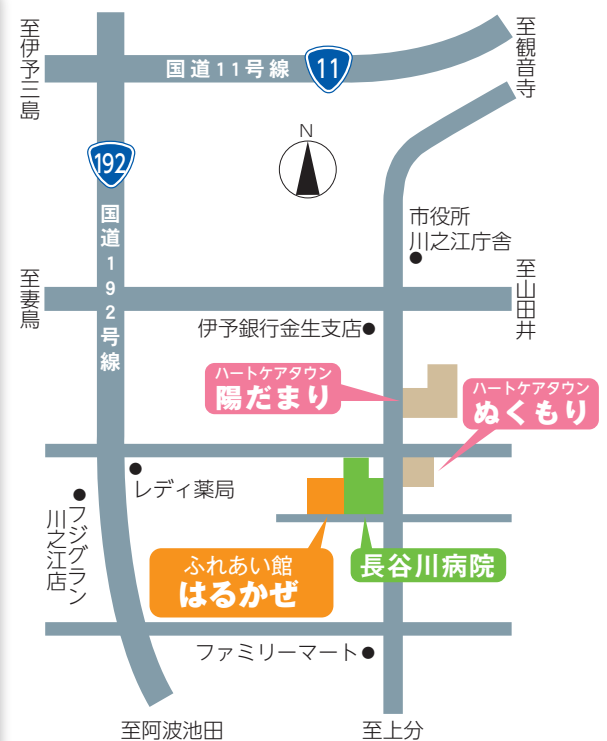 至伊予三島
国道11号線
11
至観音寺
192
国道192号線
N
市役所
川之江庁舎
至妻鳥
至山田井
伊予銀行金生支店
ハートケアタウン
陽だまり
ハートケアタウン
ぬくもり
レディ薬局
フジグラン
川之江店
ふれあい館
はるかぜ
長谷川病院
ファミリーマート
至阿波池田
至上分